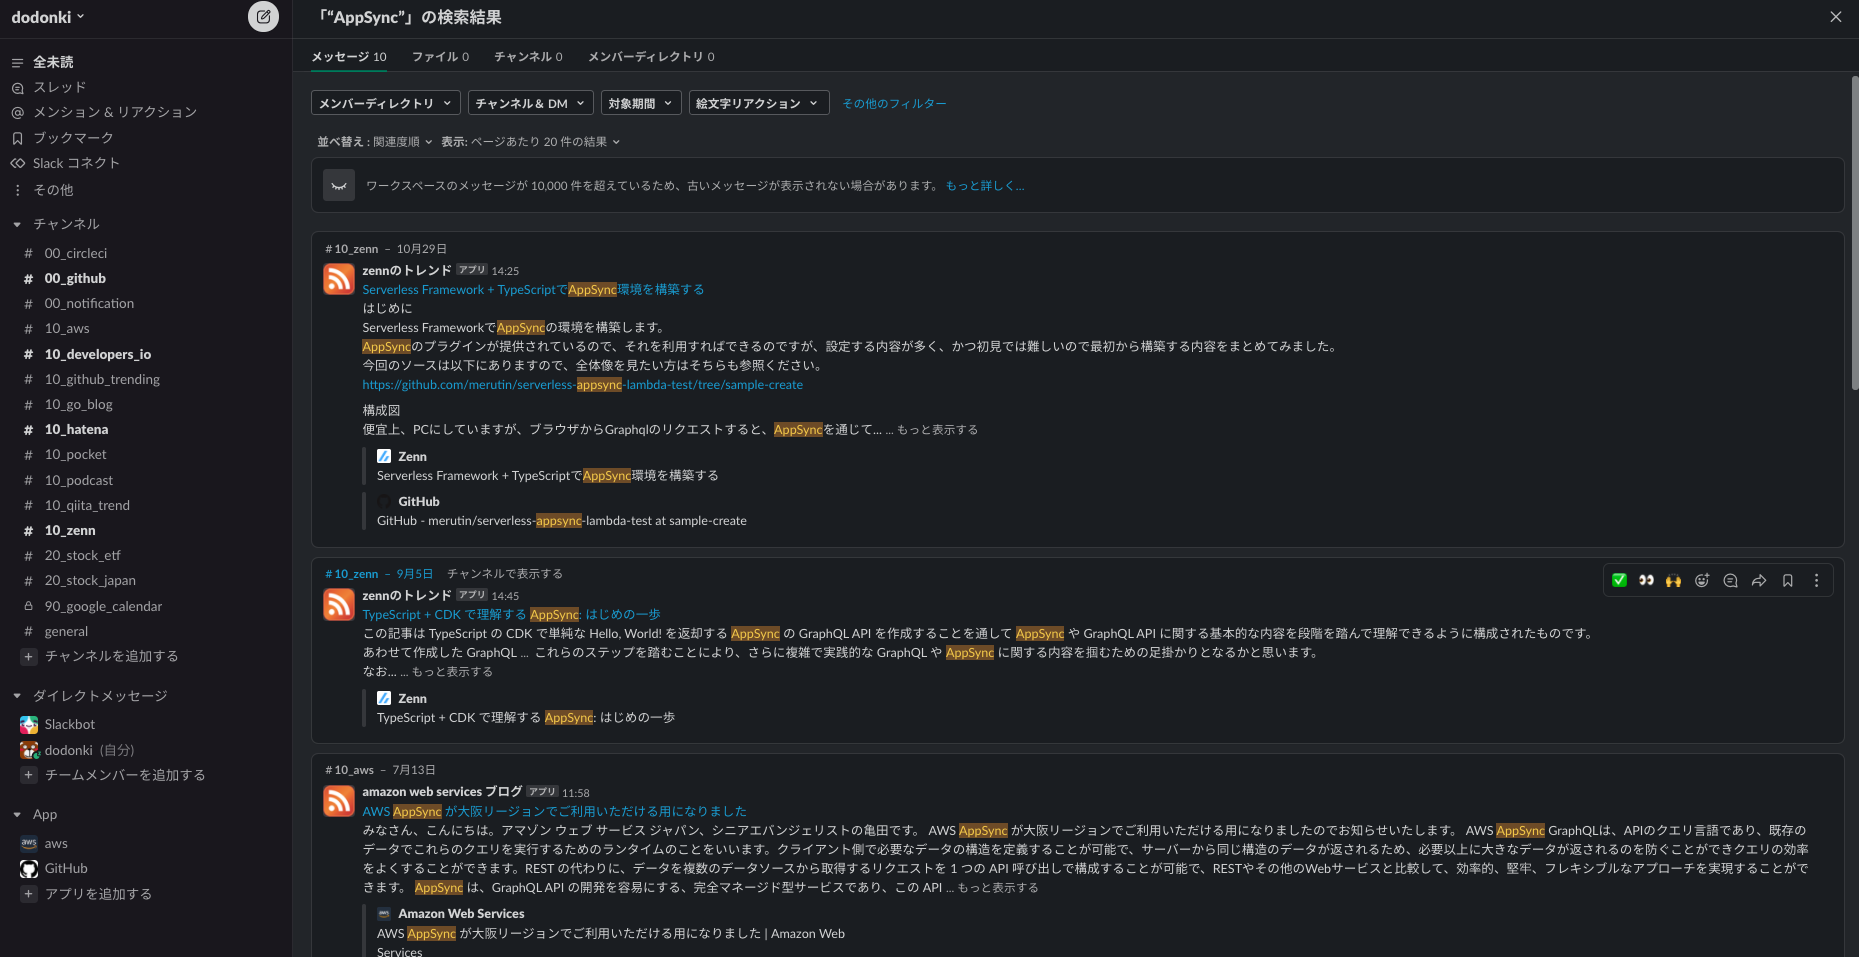 dodonki
全未読
スレッド
メンション & リアクション
ブックマーク
Slack コネクト
その他
チャンネル
# 00_circleci
# 00_github
# 00_notification
# 10_aws
# 10_developers_io
# 10_github_trending
# 10_go_blog
# 10_hatena
# 10_pocket
# 10_podcast
# 10_qiita_trend
# 10_zenn
# 20_stock_etf
# 20_stock_japan
90_google_calendar
# general
+ チャンネルを追加する
ダイレクトメッセージ
Slackbot
dodonki (自分)
+ チームメンバーを追加する
App
aws aws
GitHub
+ アプリを追加する
「“AppSync”」の検索結果
メッセージ 10 ファイル 0 チャンネル 0 メンバーディレクトリ 0
メンバーディレクトリ チャンネル & DM 対象期間 絵文字リアクション その他のフィルター
並べ替え : 関連度順 表示: ページあたり 20 件の結果
ワークスペースのメッセージが 10,000 件を超えているため、古いメッセージが表示されない場合があります。 もっと詳しく...
# 10_zenn – 10月29日
zennのトレンド アプリ 14:25
Serverless Framework + TypeScriptでAppSync環境を構築する
はじめに
Serverless FrameworkでAppSyncの環境を構築します。
AppSyncのプラグインが提供されているので、それを利用すればできるのですが、設定する内容が多く、かつ初見では難しいので最初から構築する内容をまとめてみました。
今回のソースは以下にありますので、全体像を見たい方はそちらも参照ください。
https://github.com/merutin/serverless-appsync-lambda-test/tree/sample-create
構成図
便宜上、PCにしていますが、ブラウザからGraphqlのリクエストすると、AppSyncを通じて... ... もっと表示する
Zenn
Serverless Framework + TypeScriptでAppSync環境を構築する
GitHub
GitHub - merutin/serverless-appsync-lambda-test at sample-create
# 10_zenn – 9月5日 チャンネルで表示する
zennのトレンド アプリ 14:45
TypeScript + CDK で理解する AppSync: はじめの一歩
この記事は TypeScript の CDK で単純な Hello, World! を返却する AppSync の GraphQL API を作成することを通して AppSync や GraphQL API に関する基本的な内容を段階を踏んで理解できるように構成されたものです。
あわせて作成した GraphQL ... これらのステップを踏むことにより、さらに複雑で実践的な GraphQL や AppSync に関する内容を掴むための足掛かりとなるかと思います。
なお... ... もっと表示する
Zenn
TypeScript + CDK で理解する AppSync: はじめの一歩
# 10_aws – 7月13日
amazon web services ブログ アプリ 11:58
AWS AppSync が大阪リージョンでご利用いただける用になりました
みなさん、こんにちは。アマゾン ウェブ サービス ジャパン、シニアエバンジェリストの亀田です。 AWS AppSync が大阪リージョンでご利用いただける用になりましたのでお知らせいたします。 AWS AppSync GraphQLは、APIのクエリ言語であり、既存の
データでこれらのクエリを実行するためのランタイムのことをいいます。クライアント側で必要なデータの構造を定義することが可能で、サーバーから同じ構造のデータが返されるため、必要以上に大きなデータが返されるのを防ぐことができクエリの効率
をよくすることができます。REST の代わりに、データを複数のデータソースから取得するリクエストを 1 つの API 呼び出しで構成することが可能で、RESTやその他のWebサービスと比較して、効率的、堅牢、フレキシブルなアプローチを実現することがで
きます。 AppSync は、GraphQL API の開発を容易にする、完全マネージド型サービスであり、この API ... もっと表示する
Amazon Web Services
AWS AppSync が大阪リージョンでご利用いただける用になりました | Amazon Web
Services